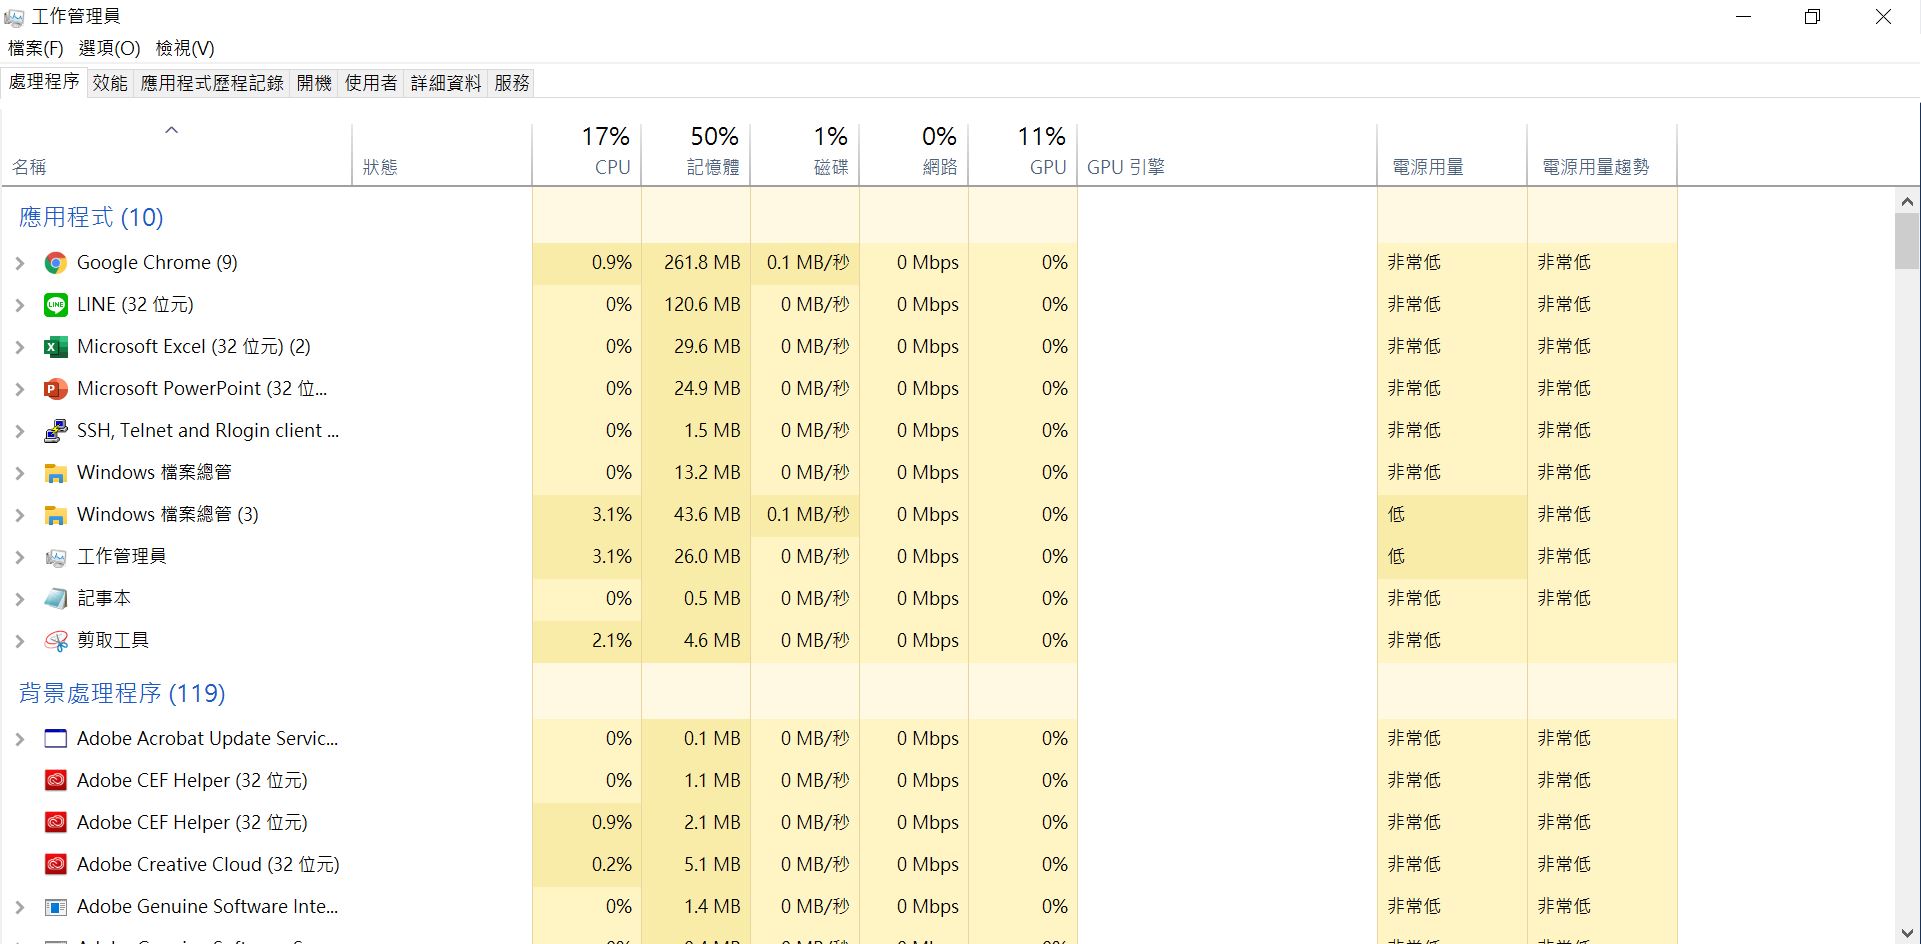 工作管理員
檔案(F) 選項(O) 檢視(V)
處理程序 效能 應用程式歷程記錄 開機 使用者 詳細資料 服務
17% 50% 1% 0% 11%
名稱 狀態 CPU 記憶體 磁碟 網路 GPU GPU 引擎 電源用量 電源用量趨勢
應用程式 (10)
Google Chrome (9) 0.9% 261.8 MB 0.1 MB/秒 0 Mbps 0% 非常低 非常低
LINE (32 位元) 0% 120.6 MB 0 MB/秒 0 Mbps 0% 非常低 非常低
Microsoft Excel (32 位元) (2) 0% 29.6 MB 0 MB/秒 0 Mbps 0% 非常低 非常低
Microsoft PowerPoint (32 位... 0% 24.9 MB 0 MB/秒 0 Mbps 0% 非常低 非常低
SSH, Telnet and Rlogin client ... 0% 1.5 MB 0 MB/秒 0 Mbps 0% 非常低 非常低
Windows 檔案總管 0% 13.2 MB 0 MB/秒 0 Mbps 0% 非常低 非常低
Windows 檔案總管 (3) 3.1% 43.6 MB 0.1 MB/秒 0 Mbps 0% 低 非常低
工作管理員 3.1% 26.0 MB 0 MB/秒 0 Mbps 0% 低 非常低
記事本 0% 0.5 MB 0 MB/秒 0 Mbps 0% 非常低 非常低
剪取工具 2.1% 4.6 MB 0 MB/秒 0 Mbps 0% 非常低
背景處理程序 (119)
Adobe Acrobat Update Servic... 0% 0.1 MB 0 MB/秒 0 Mbps 0% 非常低 非常低
Adobe CEF Helper (32 位元) 0% 1.1 MB 0 MB/秒 0 Mbps 0% 非常低 非常低
Adobe CEF Helper (32 位元) 0.9% 2.1 MB 0 MB/秒 0 Mbps 0% 非常低 非常低
Adobe Creative Cloud (32 位元) 0.2% 5.1 MB 0 MB/秒 0 Mbps 0% 非常低 非常低
Adobe Genuine Software Inte... 0% 1.4 MB 0 MB/秒 0 Mbps 0% 非常低 非常低